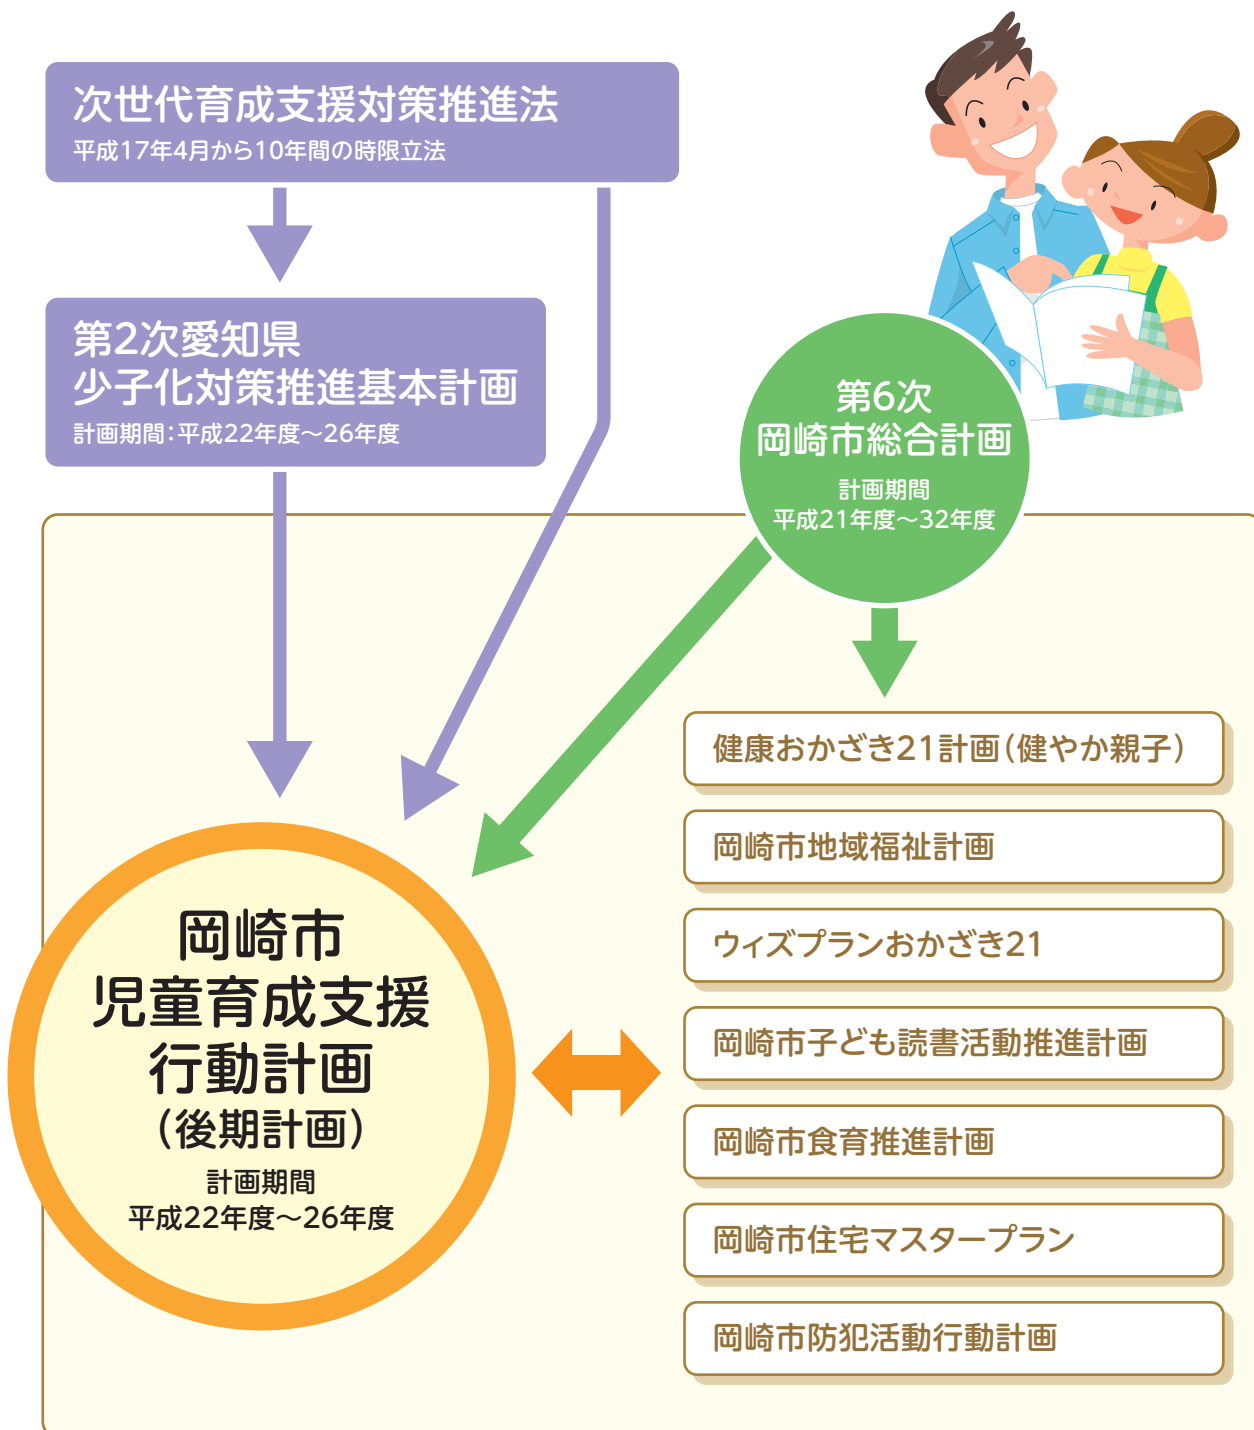 次世代育成支援対策推進法
平成17年4月から10年間の時限立法
第2次愛知県
少子化対策推進基本計画
計画期間：平成22年度～26年度
第6次
岡崎市総合計画
計画期間
平成21年度～32年度
健康おかざき21計画（健やか親子）
岡崎市地域福祉計画
ウィズプランおかざき21
岡崎市子ども読書活動推進計画
岡崎市食育推進計画
岡崎市住宅マスタープラン
岡崎市防犯活動行動計画
岡崎市
児童育成支援
行動計画
（後期計画）
計画期間
平成22年度～26年度